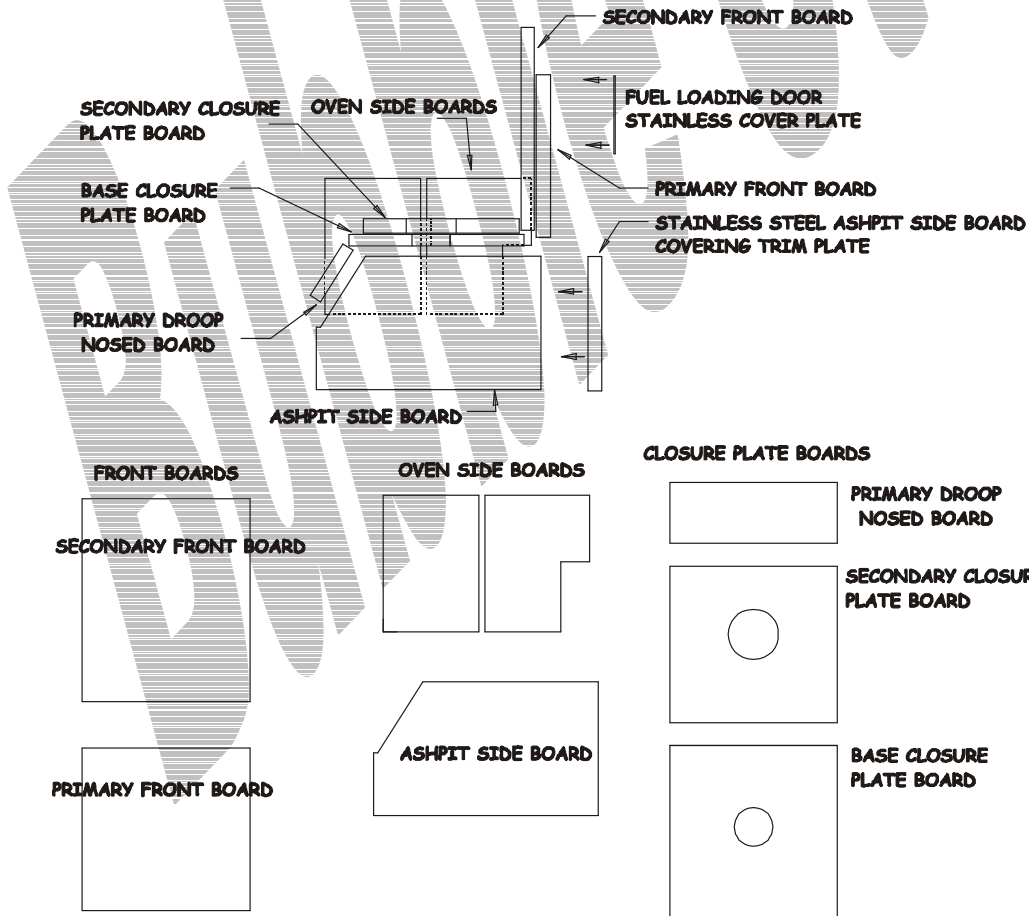 SECONDARY FRONT BOARD
SECONDARY CLOSURE
PLATE BOARD
OVEN SIDE BOARDS
FUEL LOADING DOOR
STAINLESS COVER PLATE
BASE CLOSURE
PLATE BOARD
PRIMARY FRONT BOARD
STAINLESS STEEL ASHPIT SIDE BOARD
COVERING TRIM PLATE
PRIMARY DROOP
NOSED BOARD
ASHPIT SIDE BOARD
FRONT BOARDS
OVEN SIDE BOARDS
CLOSURE PLATE BOARDS
SECONDARY FRONT BOARD
PRIMARY DROOP
NOSED BOARD
SECONDARY CLOSUR
PLATE BOARD
ASHPIT SIDE BOARD
BASE CLOSURE
PLATE BOARD
PRIMARY FRONT BOARD